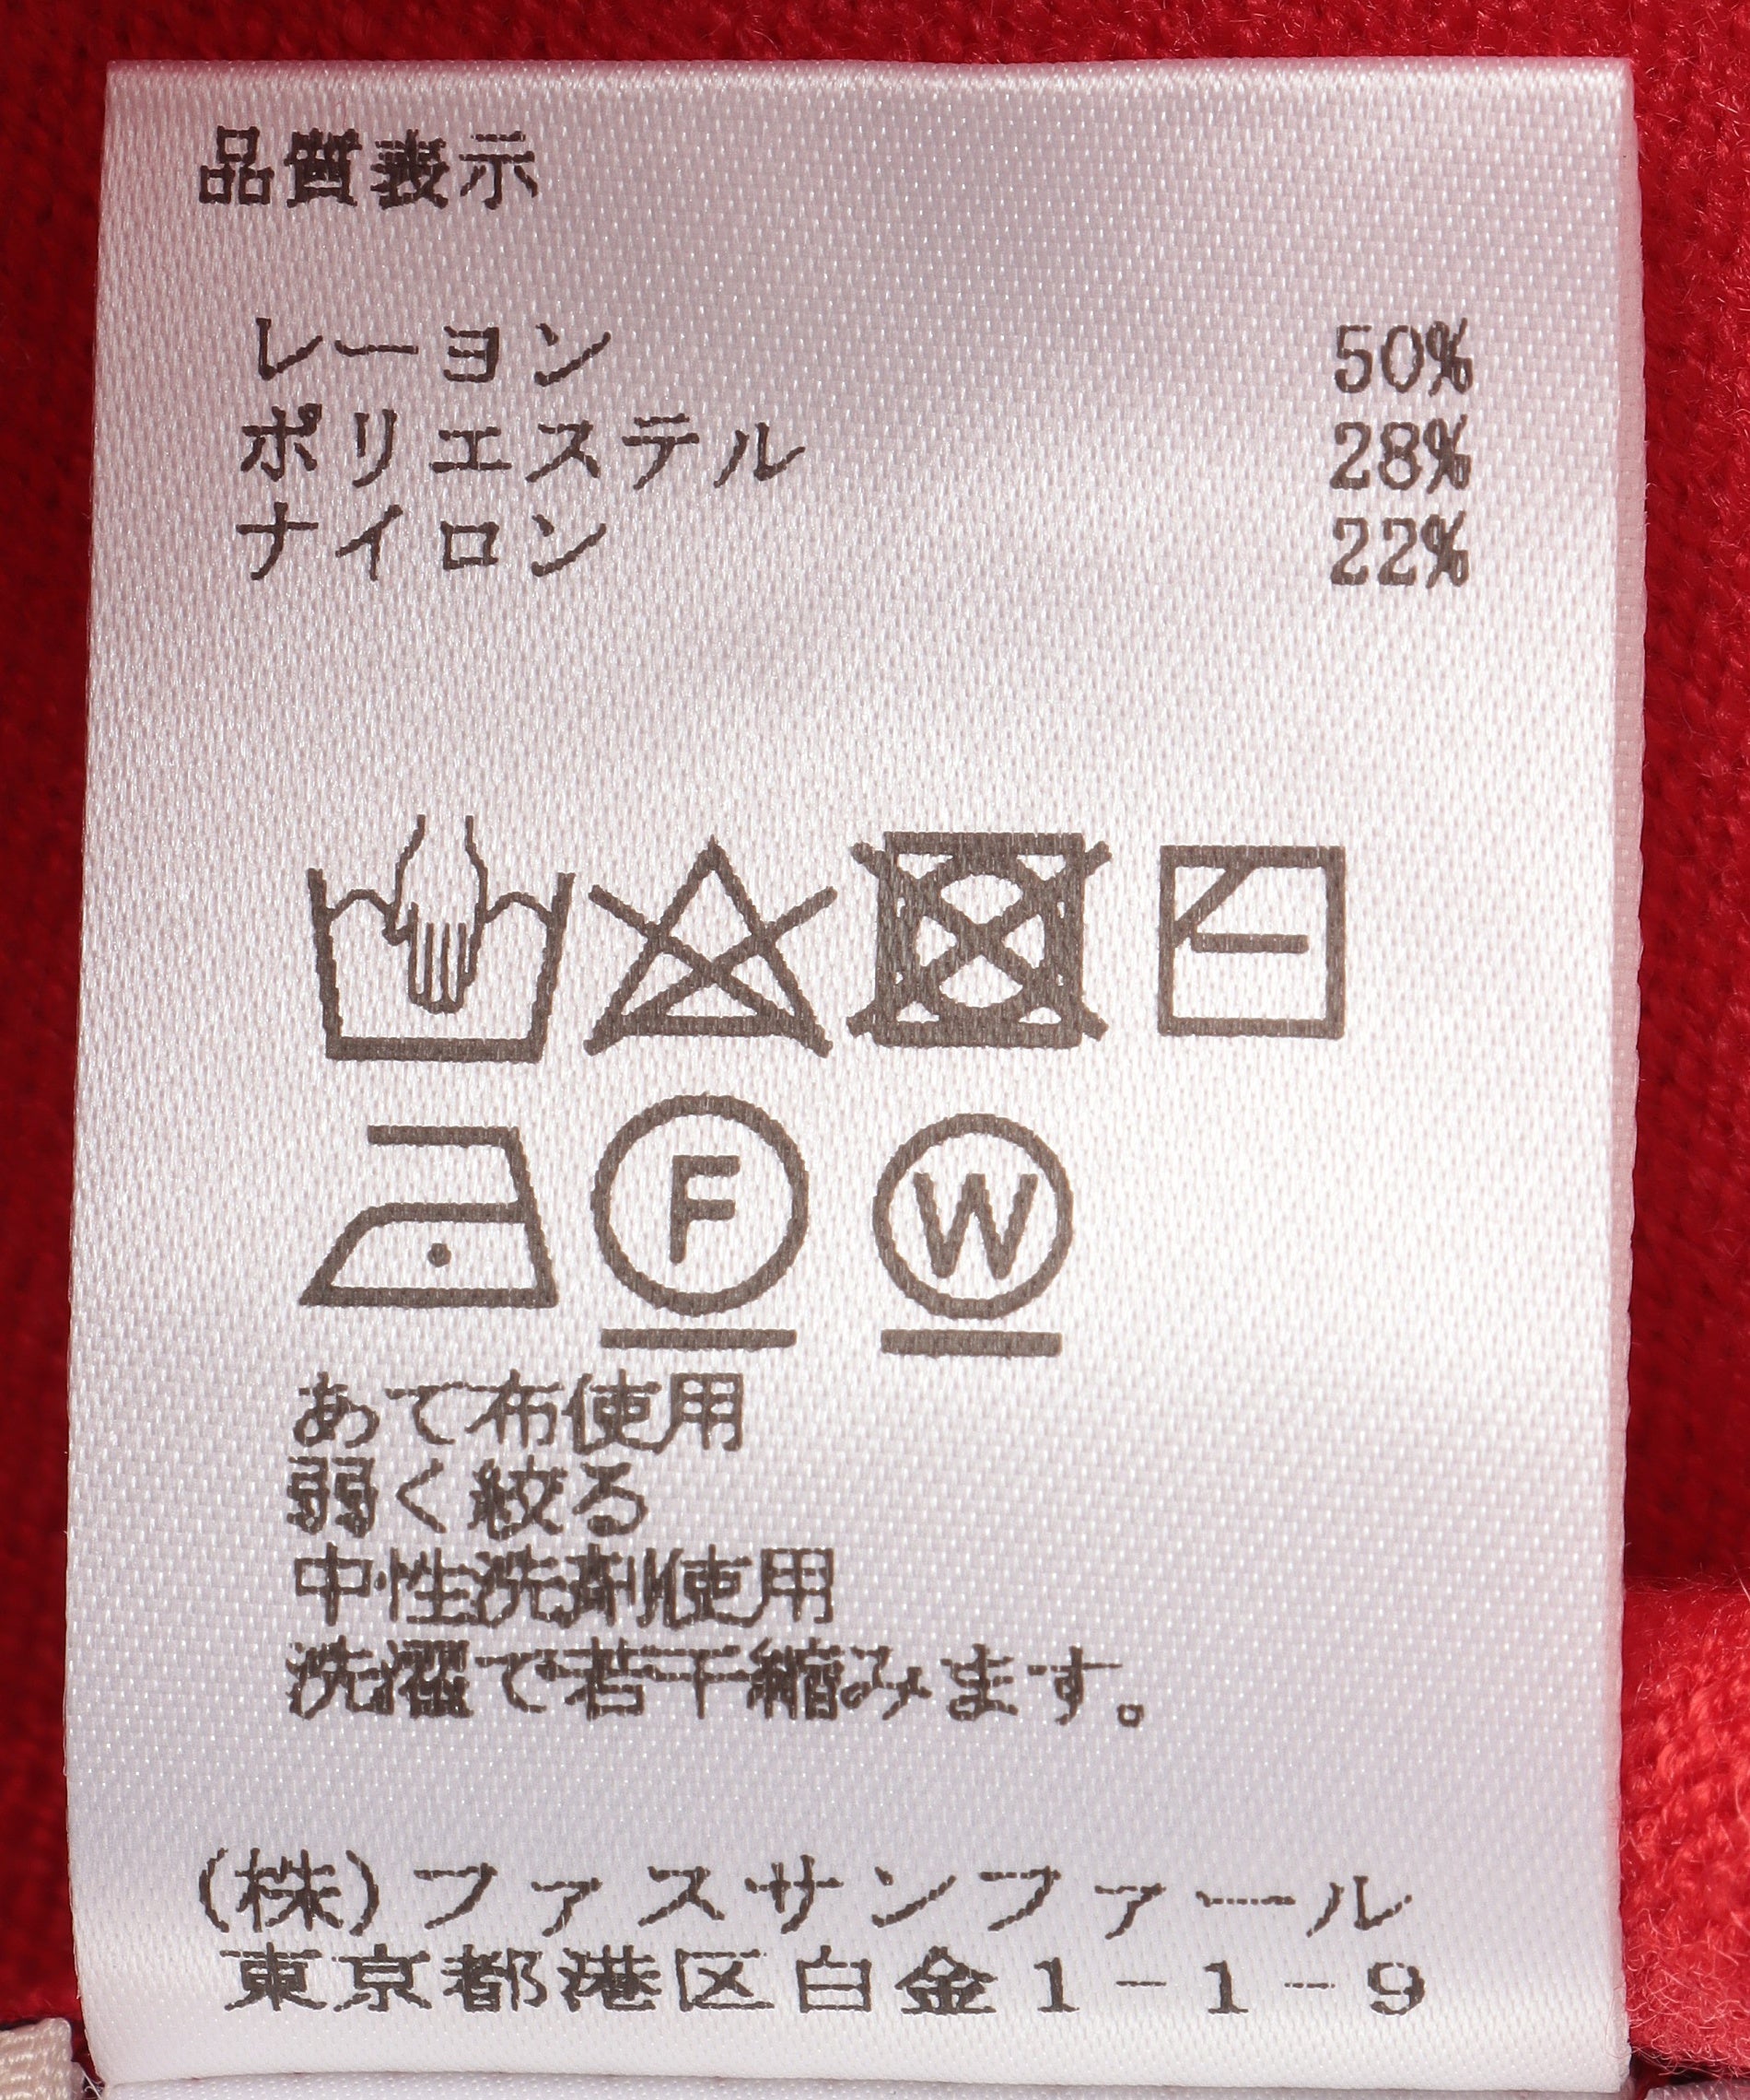 品質表示
レーヨン 50%
ポリエステル 28%
ナイロン 22%
F W
あて布使用
弱く絞る
中性洗剤使用
洗濯で若干縮みます。
(株)ファスサンファール
東京都港区白金1-1-9